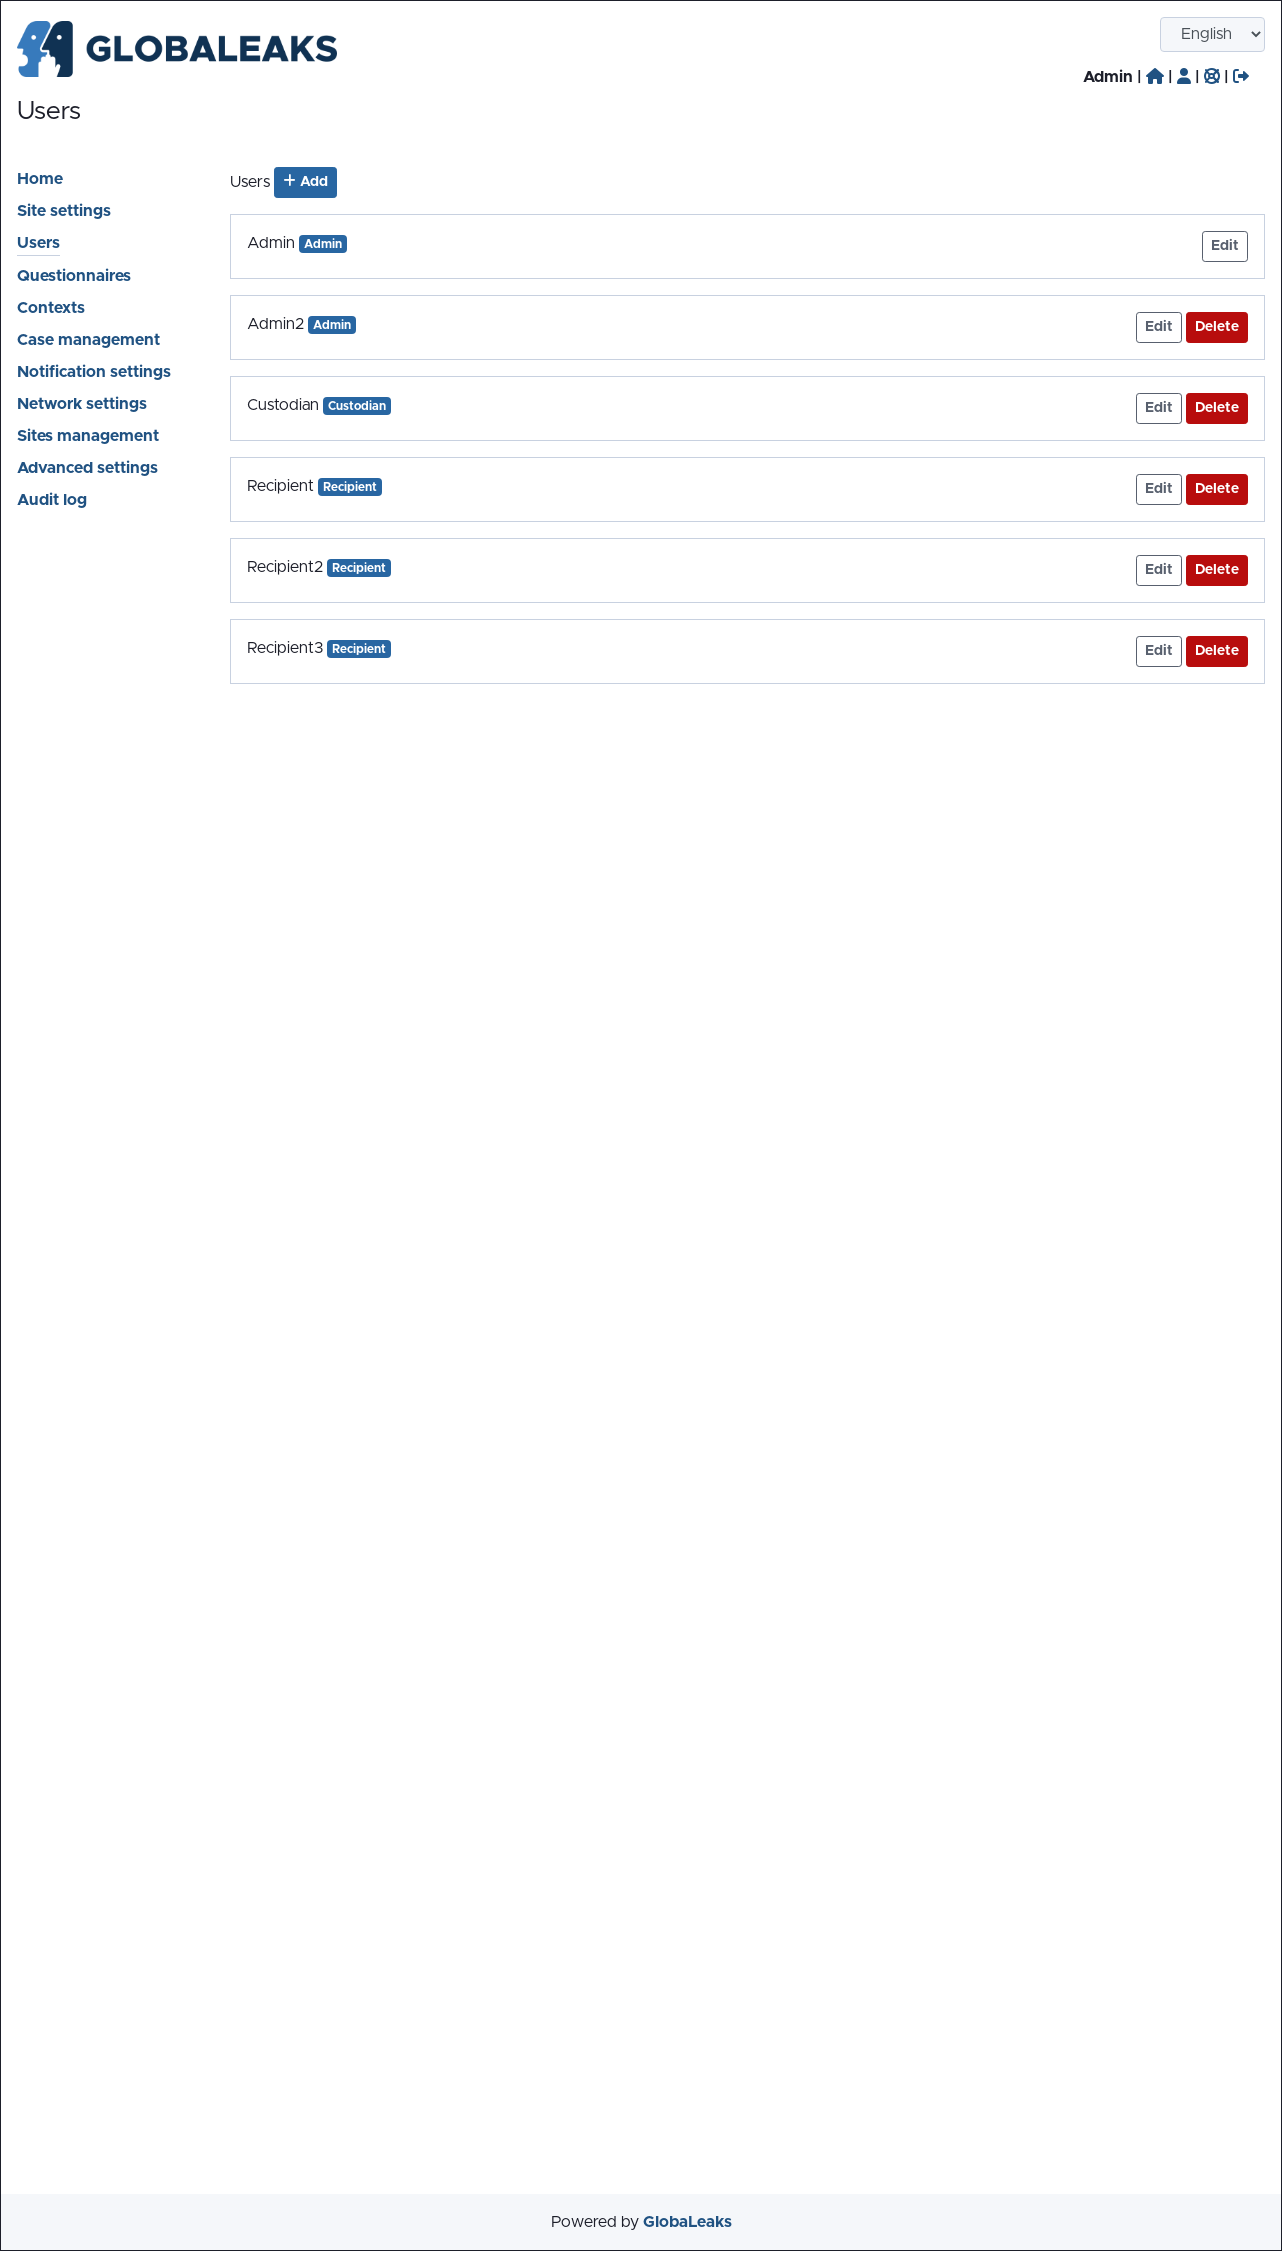 GLOBALEAKS
English
Admin | | | |
Users
Home
Site settings
Users
Questionnaires
Contexts
Case management
Notification settings
Network settings
Sites management
Advanced settings
Audit log
Users + Add
Admin Admin Edit
Admin2 Admin Edit Delete
Custodian Custodian Edit Delete
Recipient Recipient Edit Delete
Recipient2 Recipient Edit Delete
Recipient3 Recipient Edit Delete
Powered by GlobaLeaks